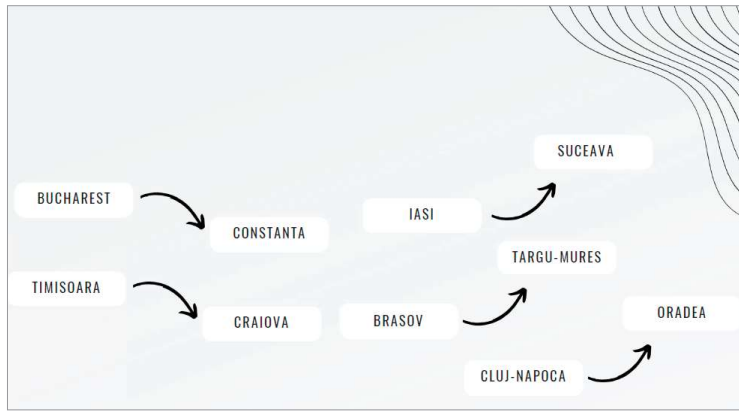 SUCEAVA
BUCHAREST
IASI
CONSTANTA
TARGU-MURES
TIMISOARA
ORADEA
CRAIOVA
BRASOV
CLUJ-NAPOCA